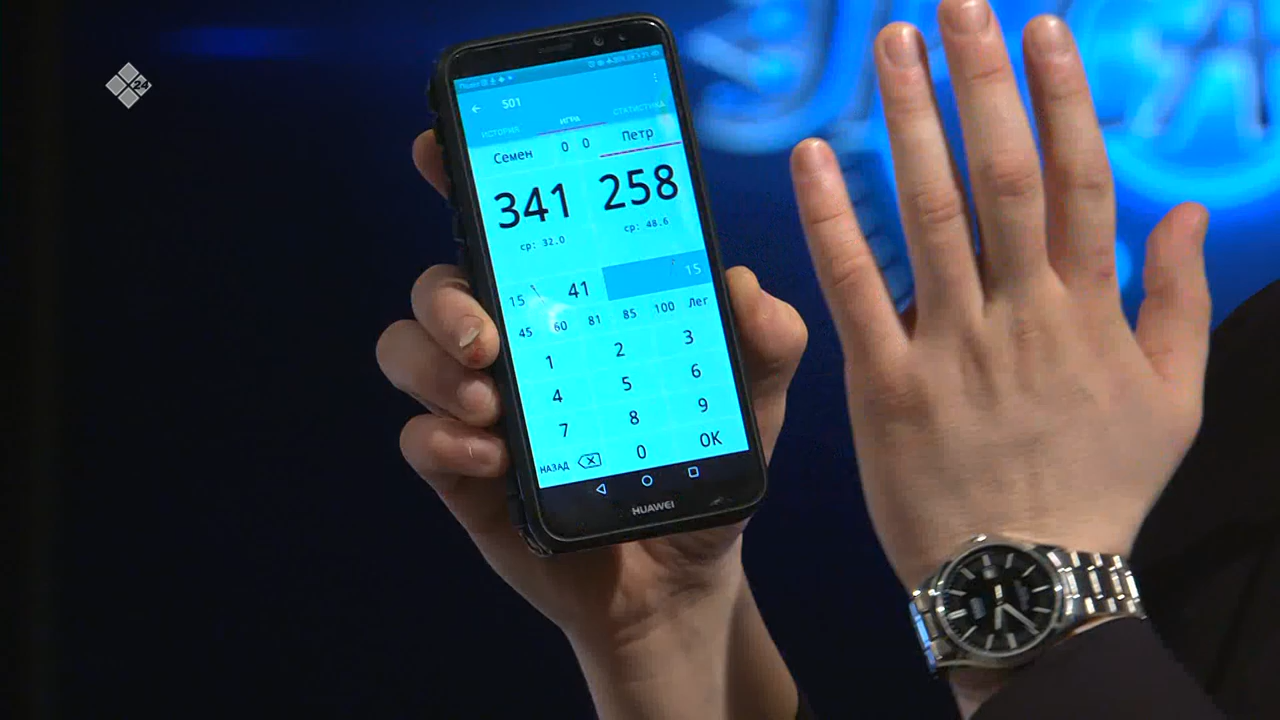 24
501
ИСТОРИЯ ИГРА СТАТИСТИКА
Семен 0 0 Петр
341 258
ср: 32.0 ср: 48.6
15 41 15
45 60 81 85 100 Лег
1 2 3
4 5 6
7 8 9
НАЗАД 0 OK
HUAWEI